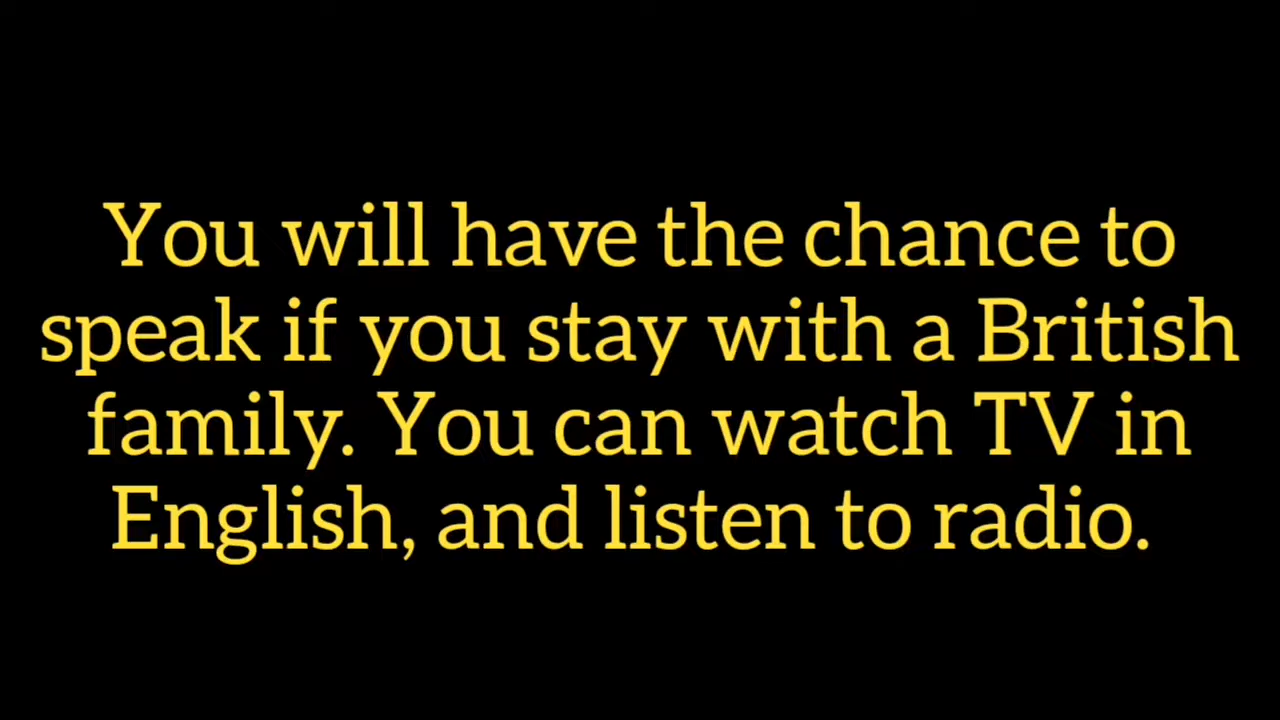 You will have the chance to
speak if you stay with a British
family. You can watch TV in
English, and listen to radio.